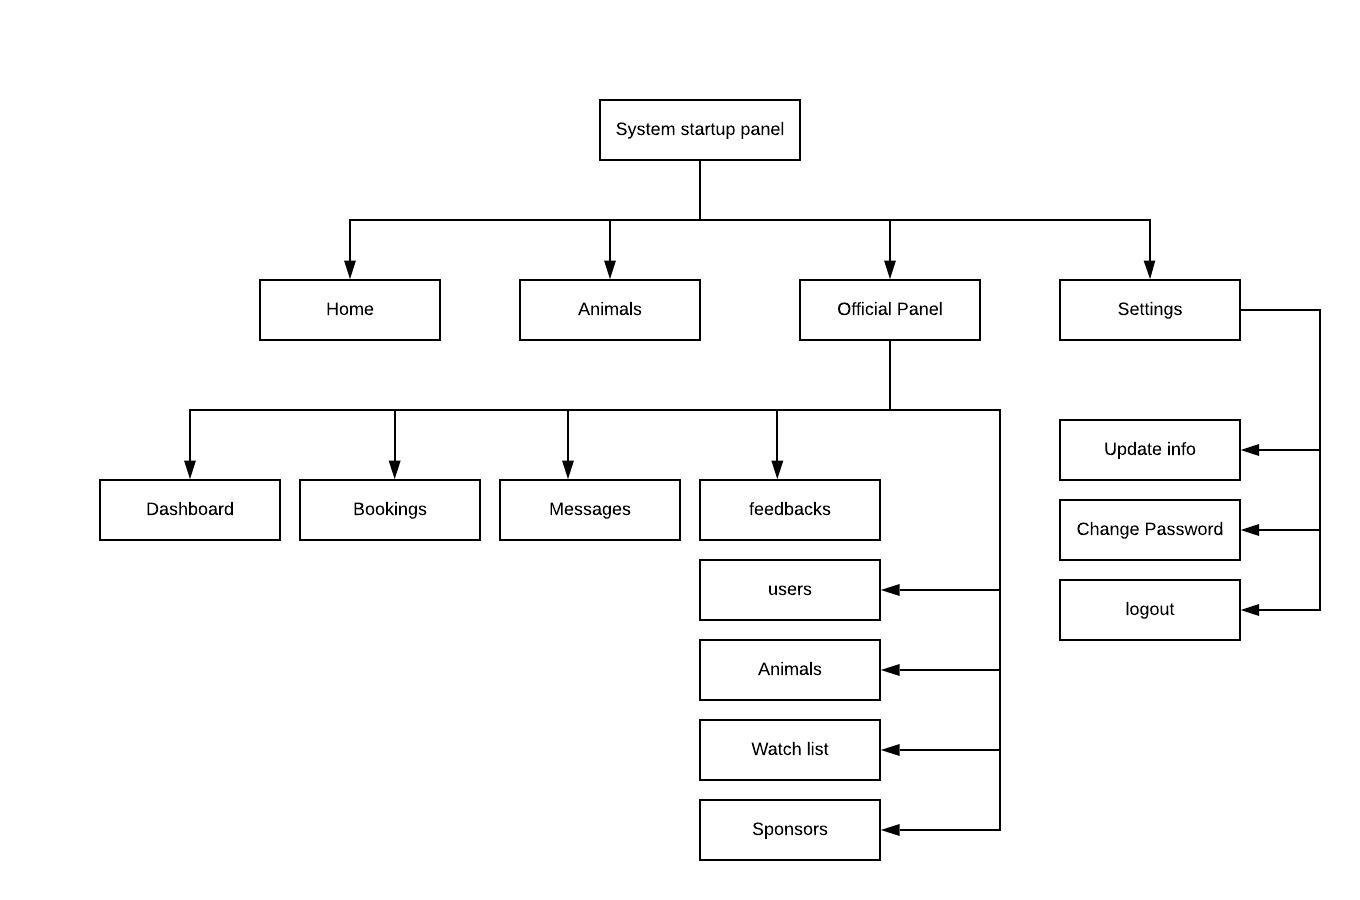 System startup panel
Home
Animals
Official Panel
Settings
Update info
Change Password
logout
Dashboard
Bookings
Messages
feedbacks
users
Animals
Watch list
Sponsors